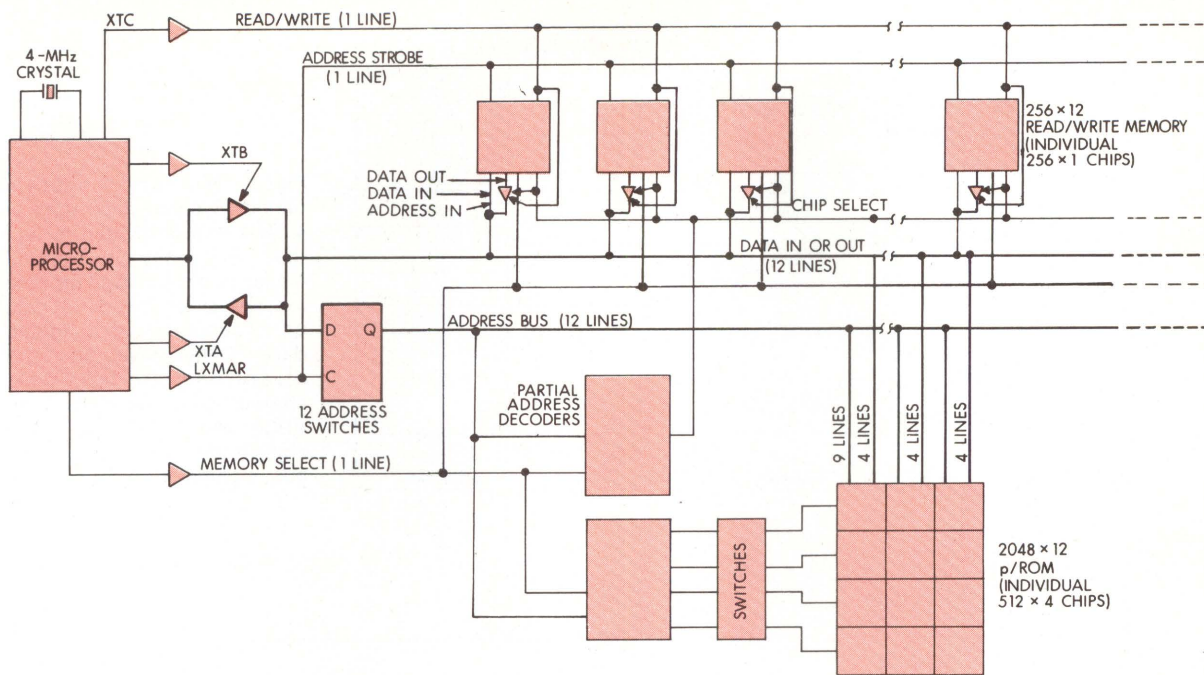 XTC
READ/WRITE (1 LINE)
4-MHz
CRYSTAL
ADDRESS STROBE
(1 LINE)
256 × 12
READ/WRITE MEMORY
(INDIVIDUAL
256 × 1 CHIPS)
XTB
DATA OUT
DATA IN
ADDRESS IN
CHIP SELECT
MICRO-
PROCESSOR
DATA IN OR OUT
(12 LINES)
XTA
LXMAR
D Q
C
ADDRESS BUS (12 LINES)
12 ADDRESS
SWITCHES
PARTIAL
ADDRESS
DECODERS
9 LINES
4 LINES
4 LINES
4 LINES
MEMORY SELECT (1 LINE)
SWITCHES
2048 × 12
p/ROM
(INDIVIDUAL
512 × 4 CHIPS)